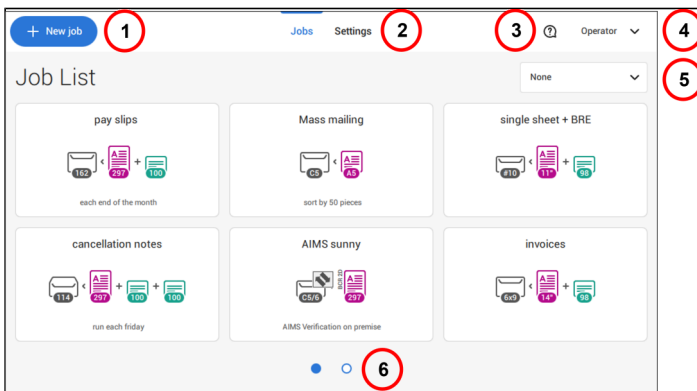 + New job
1
Jobs
Settings
2
3
?
Operator
4
Job List
None
5
pay slips
162
A
297
+
100
each end of the month
Mass mailing
C5
A
A5
sort by 50 pieces
single sheet + BRE
#10
A
11"
+
98
cancellation notes
114
A
297
+
100
+
100
run each friday
AIMS sunny
C5/6
BCR 2D
A
297
AIMS Verification on premise
invoices
6x9
A
14"
+
98
6